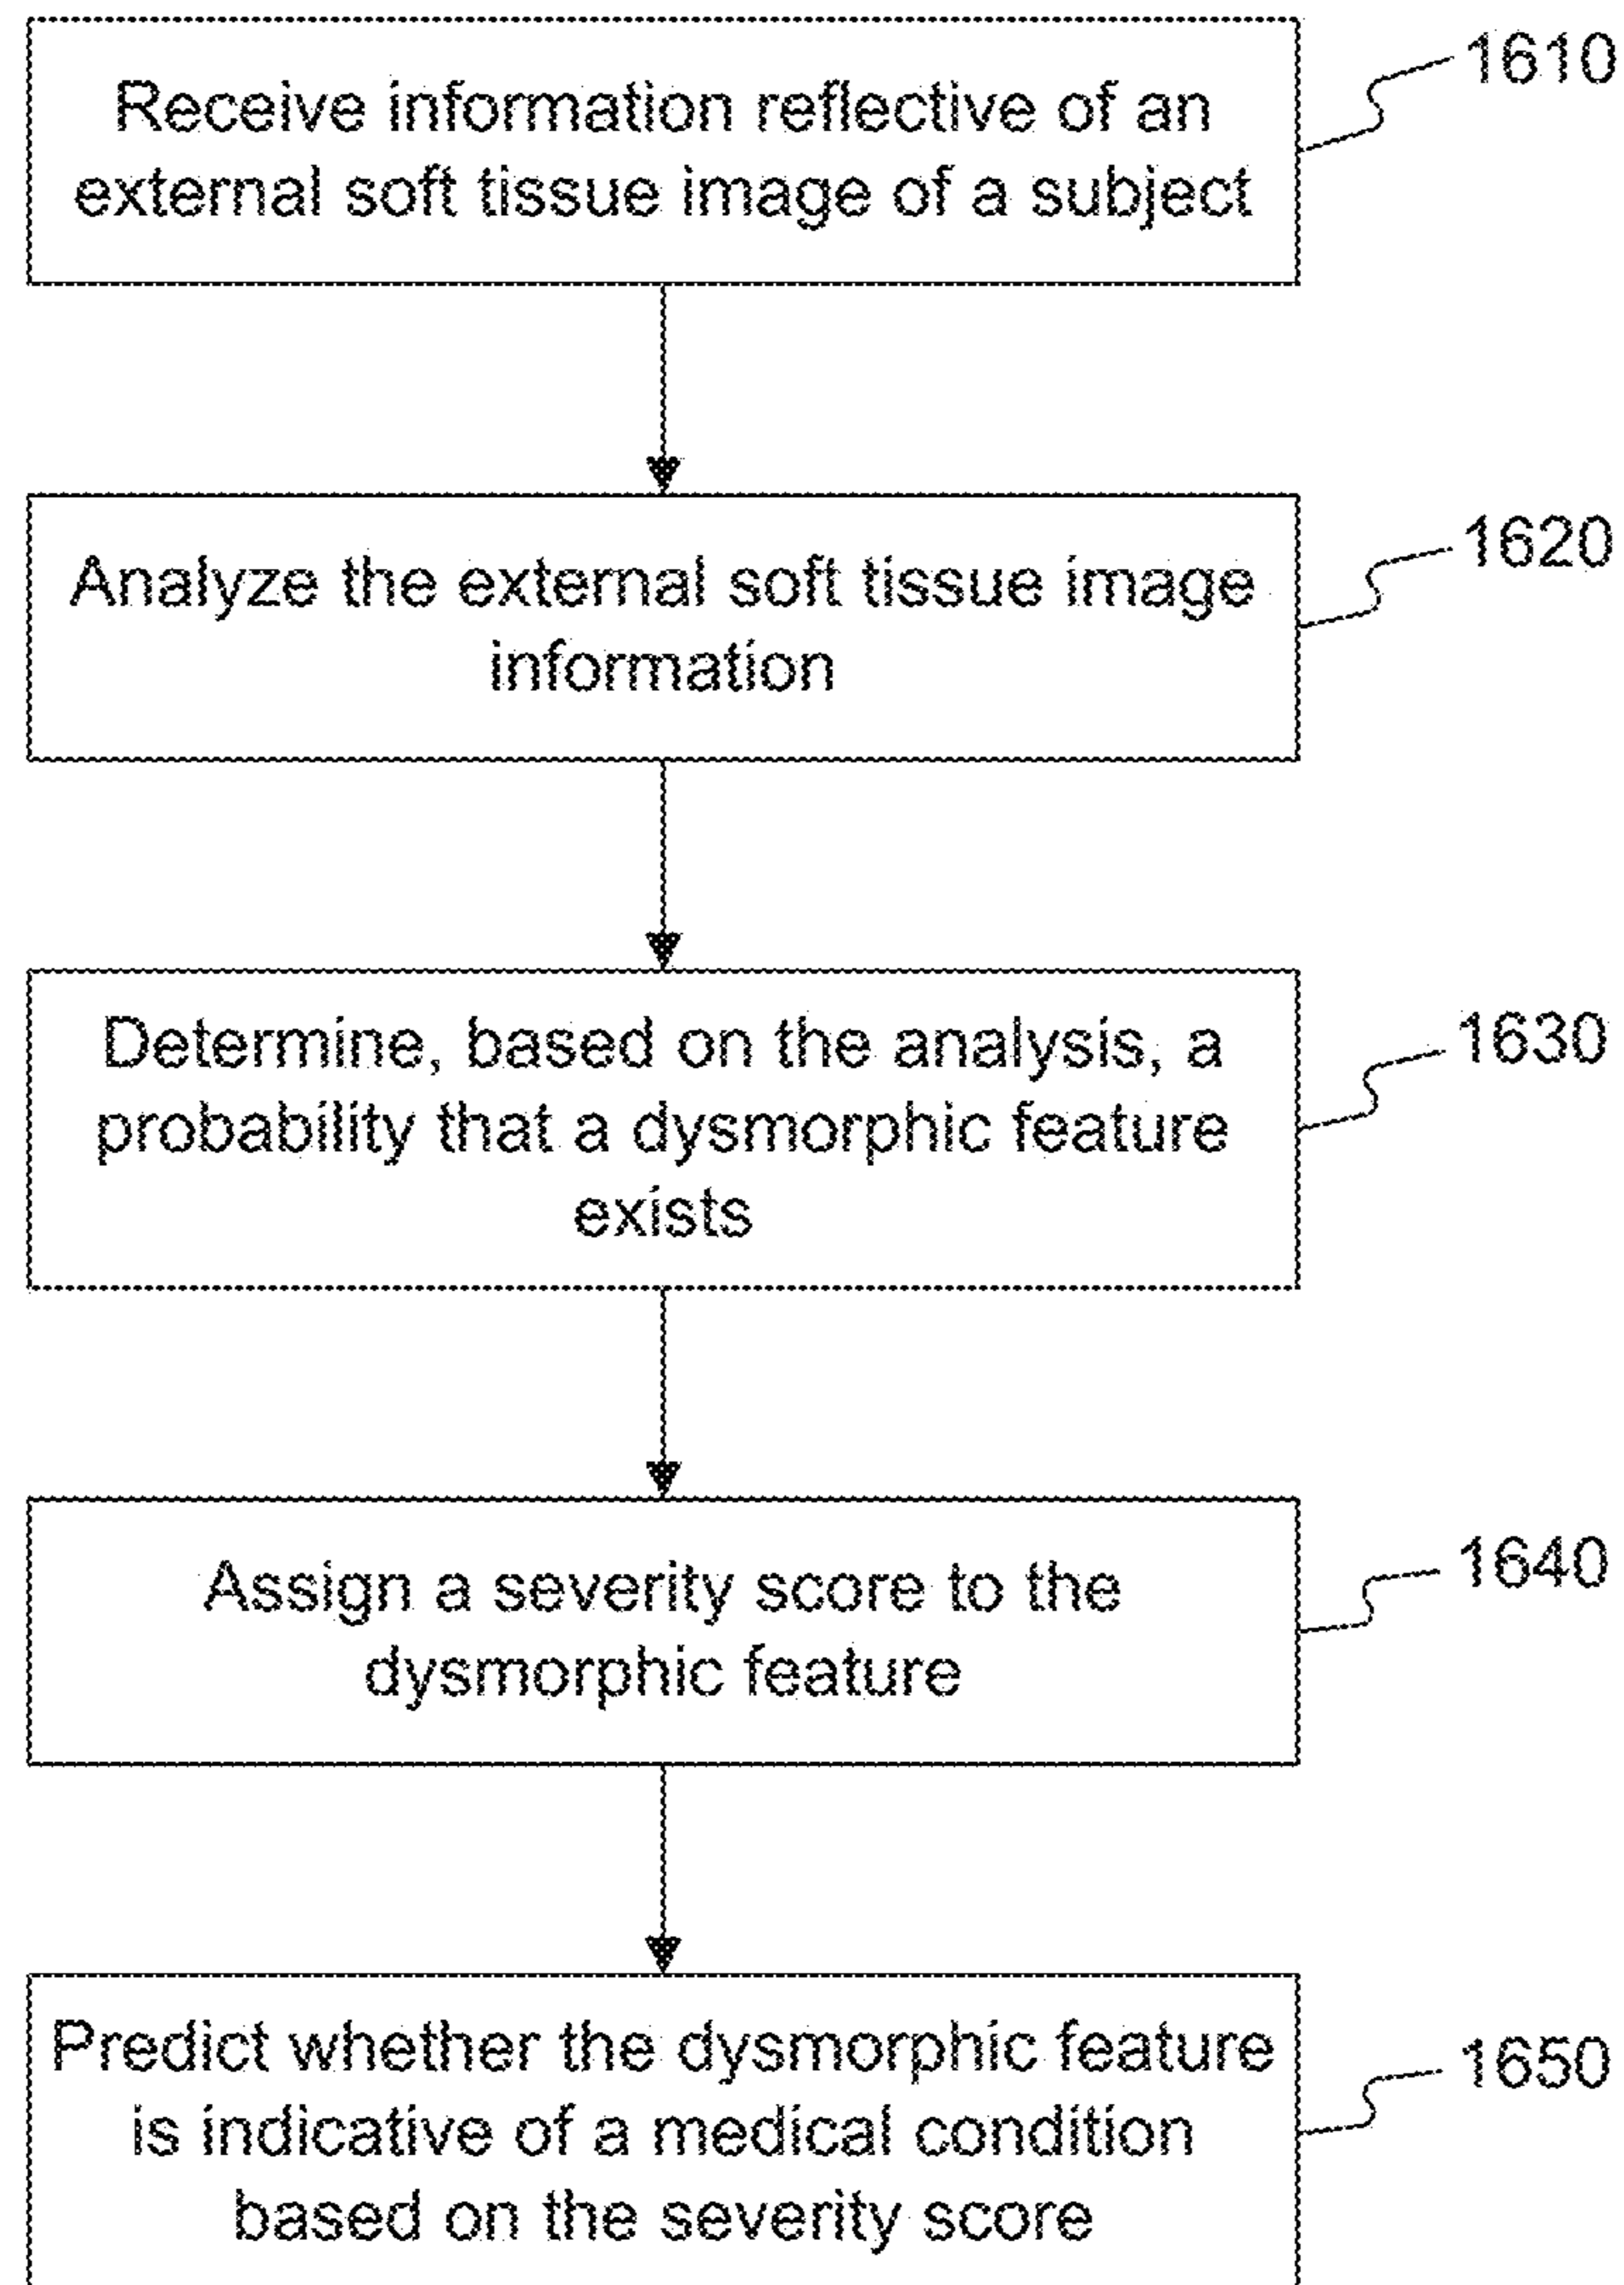 Receive information reflective of an
external soft tissue image of a subject
1610
Analyze the external soft tissue image
information
1620
Determine, based on the analysis, a
probability that a dysmorphic feature
exists
1630
Assign a severity score to the
dysmorphic feature
1640
Predict whether the dysmorphic feature
is indicative of a medical condition
based on the severity score
1650